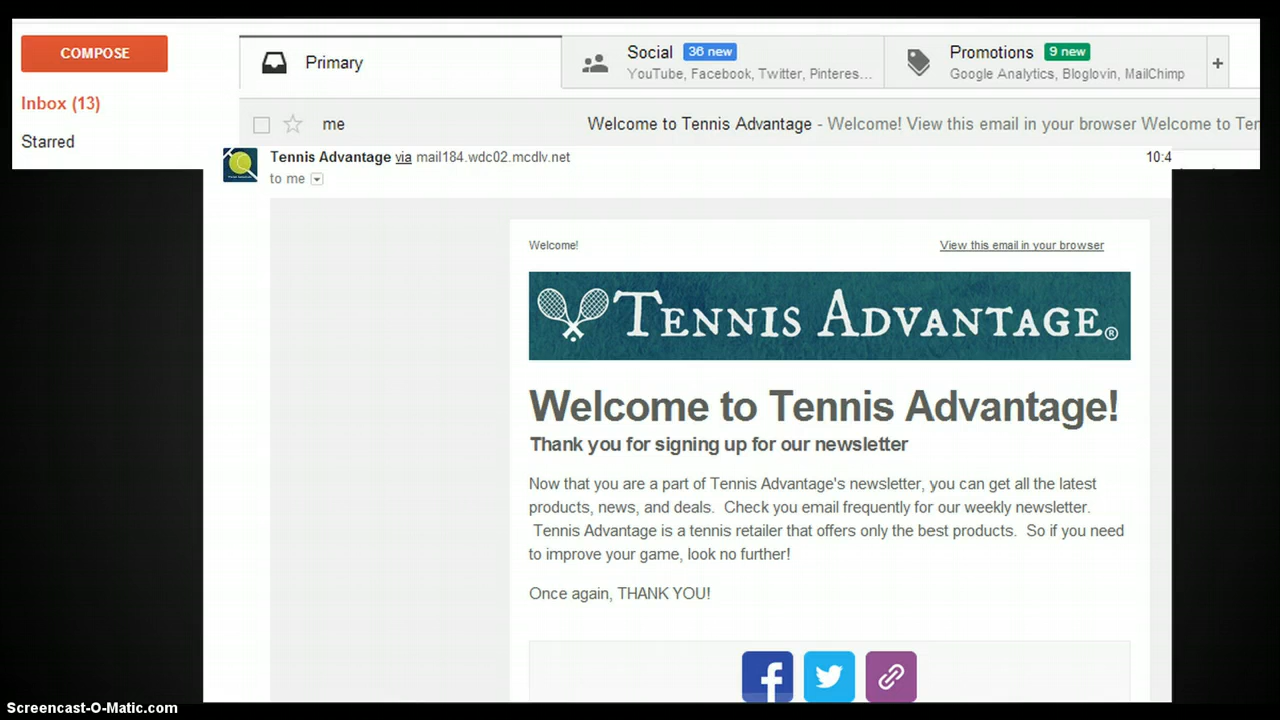 COMPOSE
Inbox (13)
Starred
Primary
Social 36 new
YouTube, Facebook, Twitter, Pinteres...
Promotions 9 new
Google Analytics, Bloglovin, MailChimp
+
me Welcome to Tennis Advantage - Welcome! View this email in your browser Welcome to Ten
Tennis Advantage via mail184.wdc02.mcdlv.net 10:4
to me
Welcome! View this email in your browser
TENNIS ADVANTAGE®
Welcome to Tennis Advantage!
Thank you for signing up for our newsletter
Now that you are a part of Tennis Advantage's newsletter, you can get all the latest
products, news, and deals. Check you email frequently for our weekly newsletter.
Tennis Advantage is a tennis retailer that offers only the best products. So if you need
to improve your game, look no further!
Once again, THANK YOU!
Screencast-O-Matic.com